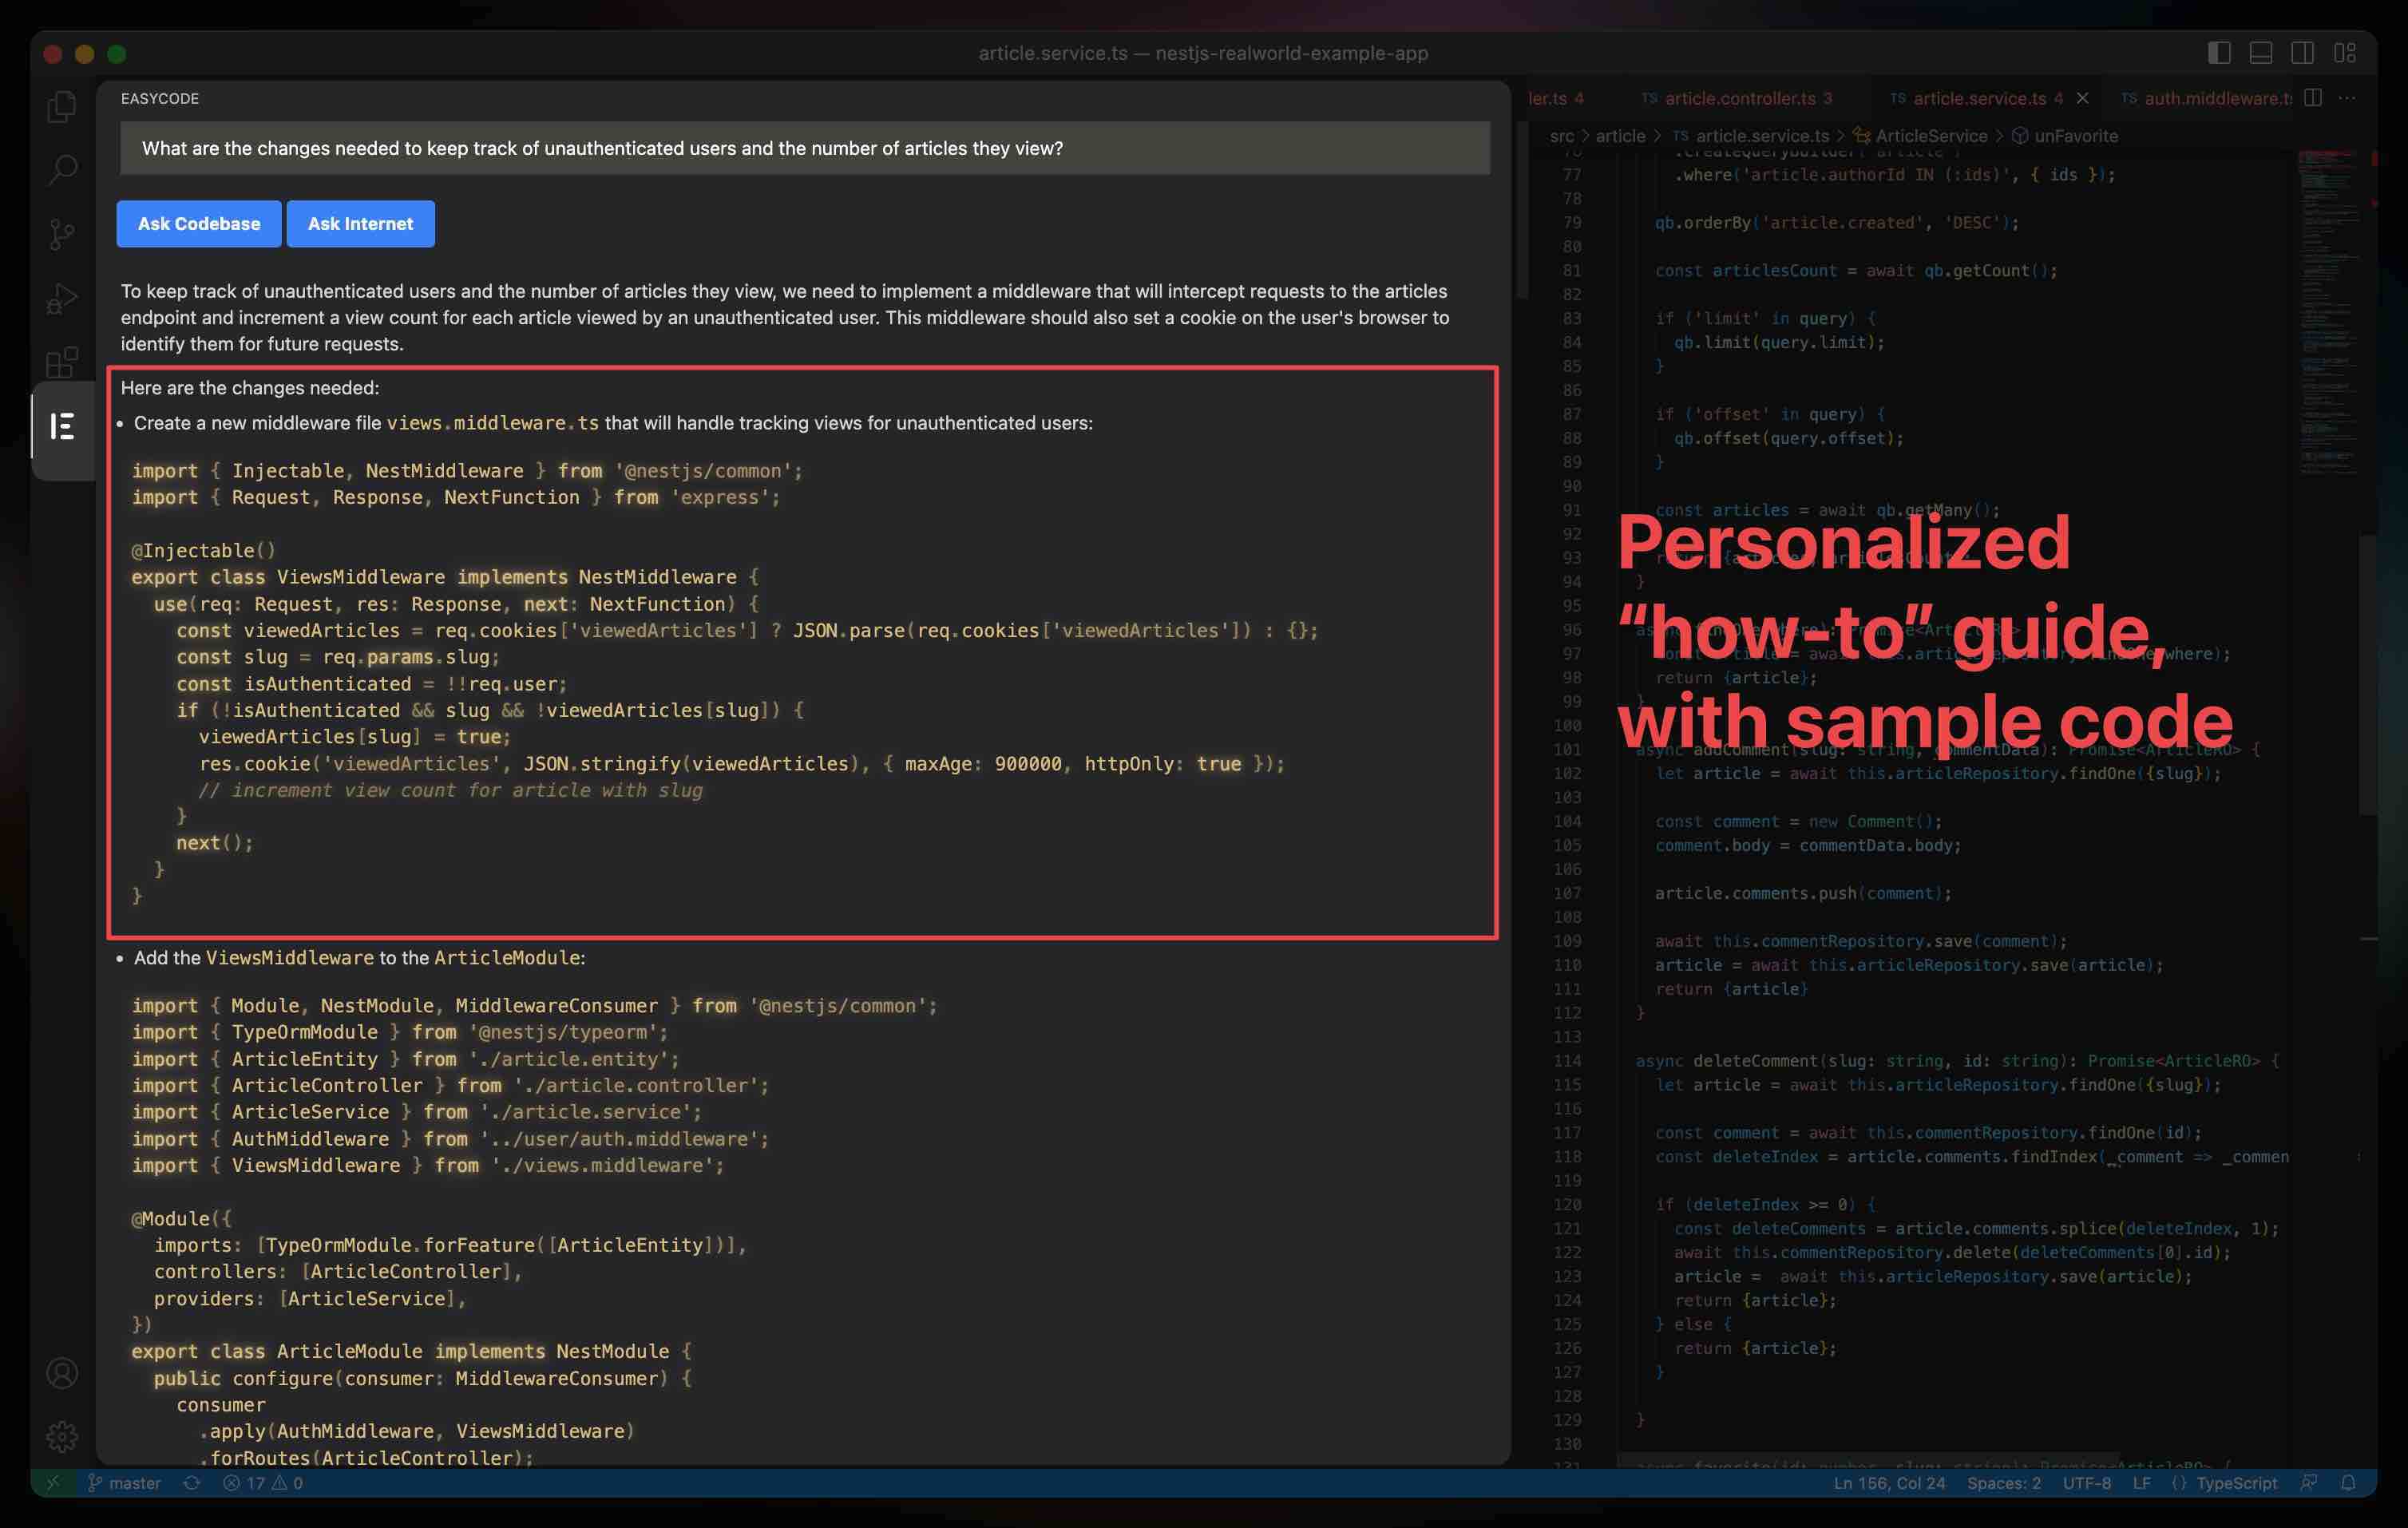 article.service.ts — nestjs-realworld-example-app
EASYCODE
What are the changes needed to keep track of unauthenticated users and the number of articles they view?
Ask Codebase
Ask Internet
To keep track of unauthenticated users and the number of articles they view, we need to implement a middleware that will intercept requests to the articles
endpoint and increment a view count for each article viewed by an unauthenticated user. This middleware should also set a cookie on the user's browser to
identify them for future requests.
Here are the changes needed:
• Create a new middleware file views.middleware.ts that will handle tracking views for unauthenticated users:
import { Injectable, NestMiddleware } from '@nestjs/common';
import { Request, Response, NextFunction } from 'express';
@Injectable()
export class ViewsMiddleware implements NestMiddleware {
use(req: Request, res: Response, next: NextFunction) {
const viewedArticles = req.cookies['viewedArticles'] ? JSON.parse(req.cookies['viewedArticles']) : {};
const slug = req.params.slug;
const isAuthenticated = !!req.user;
if (!isAuthenticated && slug && !viewedArticles[slug]) {
viewedArticles[slug] = true;
res.cookie('viewedArticles', JSON.stringify(viewedArticles), { maxAge: 900000, httpOnly: true });
// increment view count for article with slug
}
next();
}
}
• Add the ViewsMiddleware to the ArticleModule:
import { Module, NestModule, MiddlewareConsumer } from '@nestjs/common';
import { TypeOrmModule } from '@nestjs/typeorm';
import { ArticleEntity } from './article.entity';
import { ArticleController } from './article.controller';
import { ArticleService } from './article.service';
import { AuthMiddleware } from '../user/auth.middleware';
import { ViewsMiddleware } from './views.middleware';
@Module({
imports: [TypeOrmModule.forFeature([ArticleEntity])],
controllers: [ArticleController],
providers: [ArticleService],
})
export class ArticleModule implements NestModule {
public configure(consumer: MiddlewareConsumer) {
consumer
.apply(AuthMiddleware, ViewsMiddleware)
.forRoutes(ArticleController);
ler.ts 4
TS article.controller.ts 3
TS article.service.ts 4
TS auth.middleware.t
src > article > TS article.service.ts > ArticleService > unFavorite
77 .where('article.authorId IN (:ids)', { ids });
78
79 qb.orderBy('article.created', 'DESC');
80
81 const articlesCount = await qb.getCount();
82
83 if ('limit' in query) {
84 qb.limit(query.limit);
85 }
86
87 if ('offset' in query) {
88 qb.offset(query.offset);
89 }
90
91 const articles = await qb.getMany();
92
93
94 }
95
96
97 where);
98 return {article};
99 }
100
101 async addComment(slug: string, commentData): Promise<ArticleRO> {
102 let article = await this.articleRepository.findOne({slug});
103
104 const comment = new Comment();
105 comment.body = commentData.body;
106
107 article.comments.push(comment);
108
109 await this.commentRepository.save(comment);
110 article = await this.articleRepository.save(article);
111 return {article}
112 }
113
114 async deleteComment(slug: string, id: string): Promise<ArticleRO> {
115 let article = await this.articleRepository.findOne({slug});
116
117 const comment = await this.commentRepository.findOne(id);
118 const deleteIndex = article.comments.findIndex(_comment => _commen
119
120 if (deleteIndex >= 0) {
121 const deleteComments = article.comments.splice(deleteIndex, 1);
122 await this.commentRepository.delete(deleteComments[0].id);
123 article =  await this.articleRepository.save(article);
124 return {article};
125 } else {
126 return {article};
127 }
128
129 }
130
Personalized
“how-to” guide,
with sample code
master
17
0
Ln 156, Col 24
Spaces: 2
UTF-8
LF
{} TypeScript